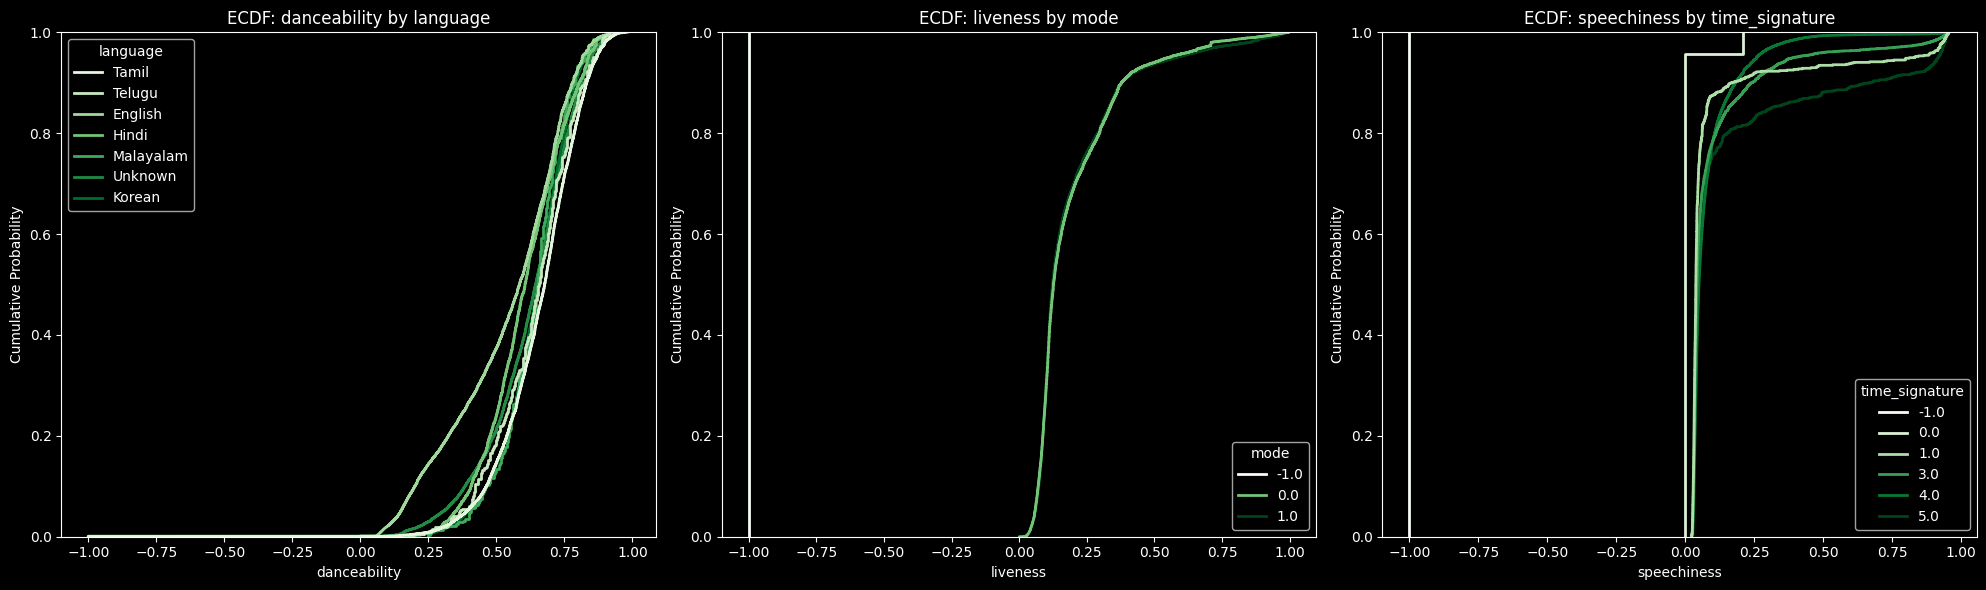 ECDF: danceability by language
language
Tamil
Telugu
English
Hindi
Malayalam
Unknown
Korean
Cumulative Probability
1.0
0.8
0.6
0.4
0.2
0.0
−1.00 −0.75 −0.50 −0.25 0.00 0.25 0.50 0.75 1.00
danceability
ECDF: liveness by mode
Cumulative Probability
1.0
0.8
0.6
0.4
0.2
0.0
mode
-1.0
0.0
1.0
−1.00 −0.75 −0.50 −0.25 0.00 0.25 0.50 0.75 1.00
liveness
ECDF: speechiness by time_signature
Cumulative Probability
1.0
0.8
0.6
0.4
0.2
0.0
time_signature
-1.0
0.0
1.0
3.0
4.0
5.0
−1.00 −0.75 −0.50 −0.25 0.00 0.25 0.50 0.75 1.00
speechiness